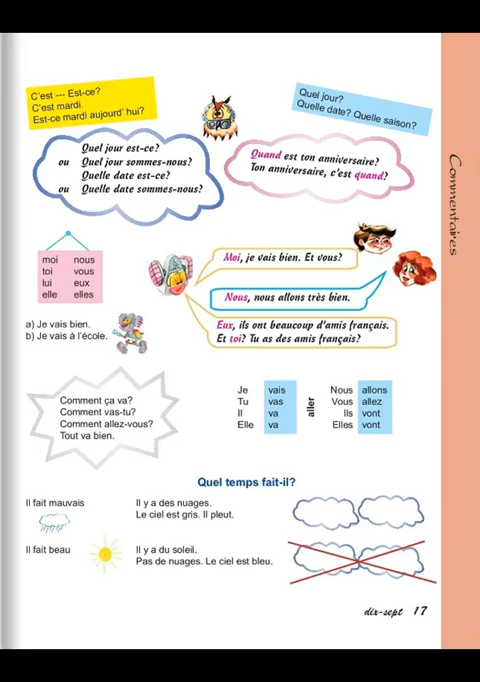 C'est --- Est-ce?
C'est mardi.
Est-ce mardi aujourd' hui?
Quel jour?
Quelle date? Quelle saison?
Quel jour est-ce?
ou Quel jour sommes-nous?
Quelle date est-ce?
ou Quelle date sommes-nous?
Quand est ton anniversaire?
Ton anniversaire, c'est quand?
Commentaires
moi nous
toi vous
lui eux
elle elles
Moi, je vais bien. Et vous?
Nous, nous allons très bien.
Eux, ils ont beaucoup d'amis français.
Et toi? Tu as des amis français?
a) Je vais bien.
b) Je vais à l'école.
Comment ça va?
Comment vas-tu?
Comment allez-vous?
Tout va bien.
Je vais
Tu vas
Il va
Elle va
aller
Nous allons
Vous allez
Ils vont
Elles vont
Quel temps fait-il?
Il fait mauvais
Il y a des nuages.
Le ciel est gris. Il pleut.
Il fait beau
Il y a du soleil.
Pas de nuages. Le ciel est bleu.
dix-sept 17